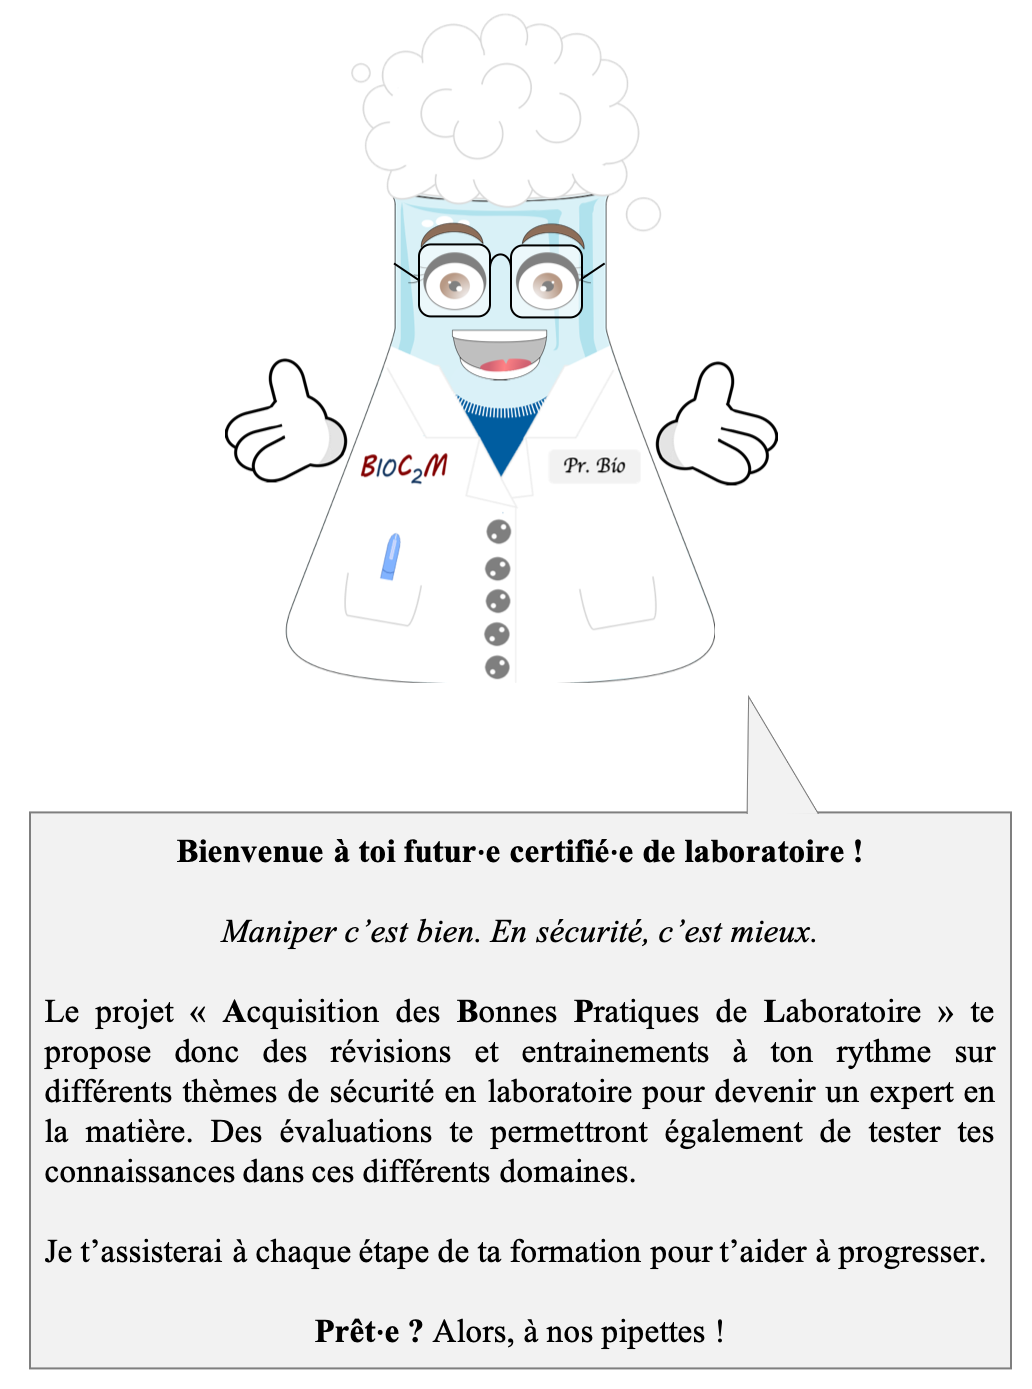 BIOC2M
Pr. Bio
Bienvenue à toi futur·e certifié·e de laboratoire !
Maniper c’est bien. En sécurité, c’est mieux.
Le projet « Acquisition des Bonnes Pratiques de Laboratoire » te
propose donc des révisions et entrainements à ton rythme sur
différents thèmes de sécurité en laboratoire pour devenir un expert en
la matière. Des évaluations te permettront également de tester tes
connaissances dans ces différents domaines.
Je t’assisterai à chaque étape de ta formation pour t’aider à progresser.
Prêt·e ? Alors, à nos pipettes !